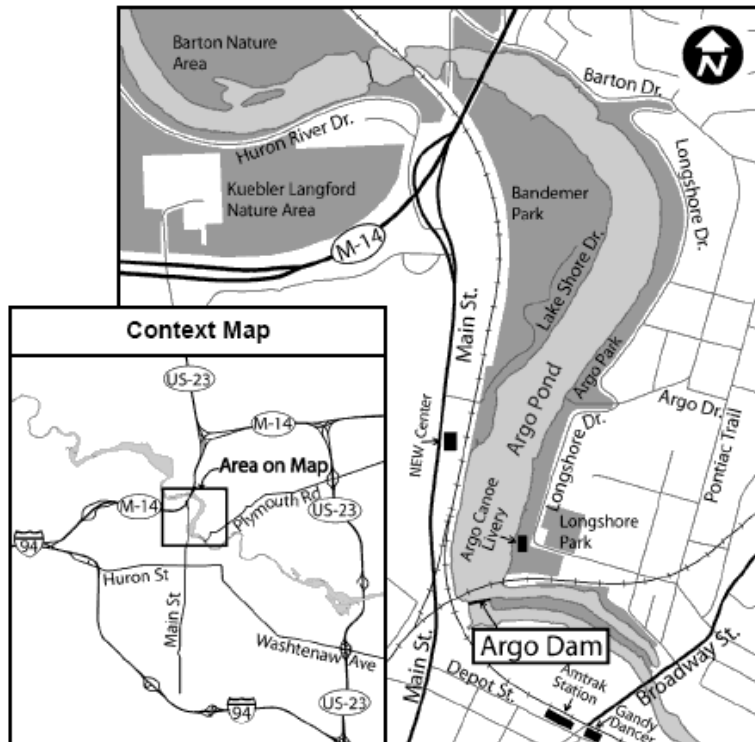 Barton Nature
Area
N
Barton Dr.
Huron River Dr.
Longshore Dr.
Kuebler Langford
Nature Area
Bandemer
Park
M-14
Lake Shore Dr.
Main St.
Context Map
Argo Park
Argo Pond
Argo Dr.
Pontiac Trail
NEW Center
Longshore Dr.
Argo Canoe
Livery
Longshore
Park
US-23
M-14
Area on Map
M-14
Plymouth Rd
US-23
94
Huron St
Main St
Washtenaw Ave
94
US-23
Main St.
Argo Dam
Depot St.
Amtrak
Station
Broadway St.
Gandy
Dancer